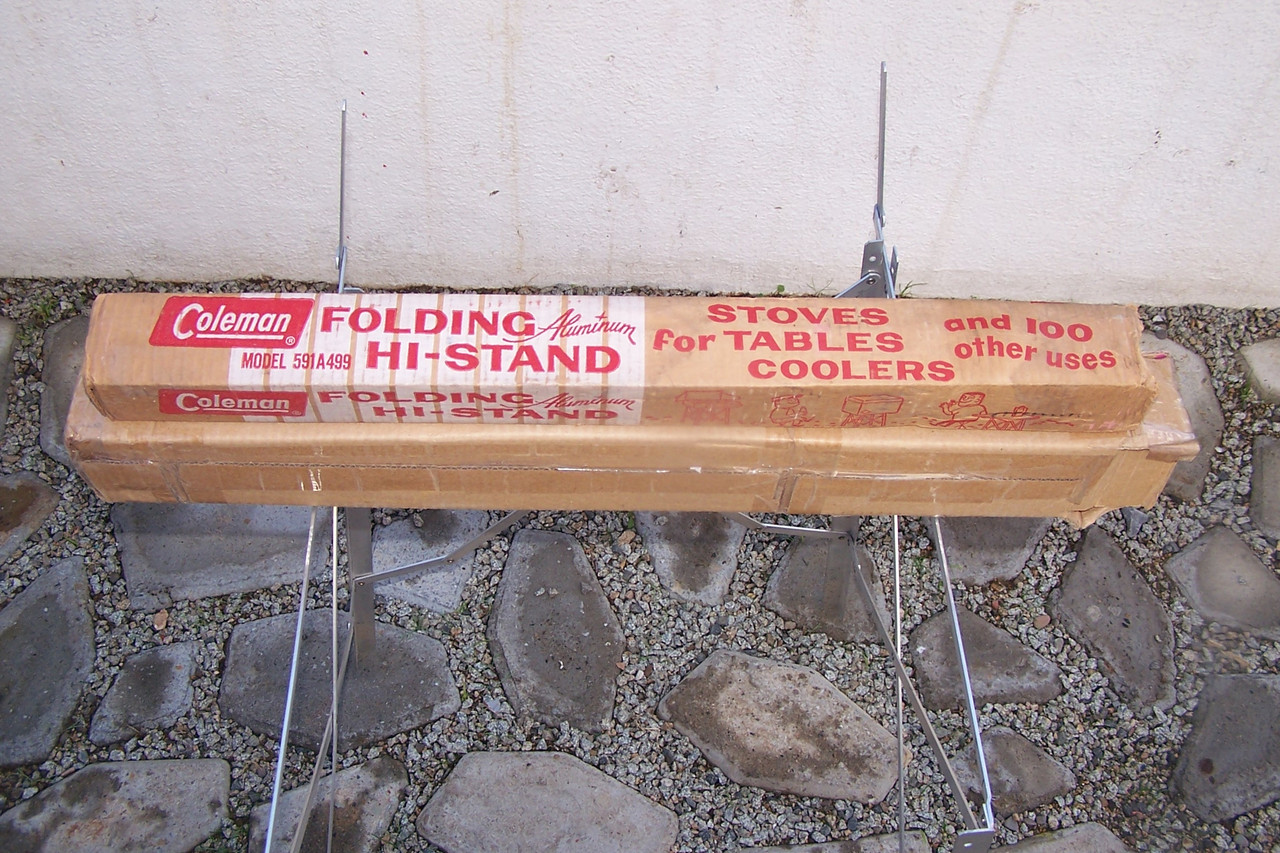 Coleman®
FOLDING Aluminum
HI-STAND
MODEL 591A499
STOVES
for TABLES
COOLERS
and 100
other uses
Coleman®
FOLDING Aluminum
HI-STAND